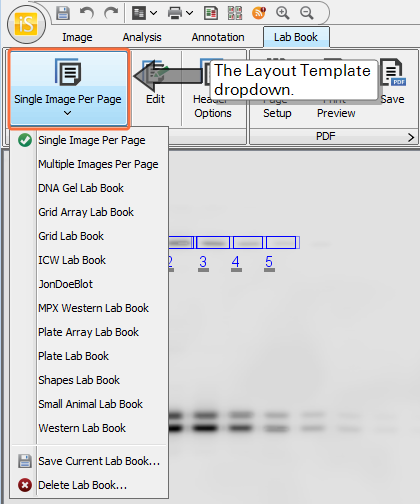 iS
Image Analysis Annotation Lab Book
Single Image Per Page
Edit
Header
Options
The Layout Template
dropdown.
Page
Setup
Print
Preview
Save
PDF
PDF
Single Image Per Page
Multiple Images Per Page
DNA Gel Lab Book
Grid Array Lab Book
Grid Lab Book
ICW Lab Book
JonDoeBlot
MPX Western Lab Book
Plate Array Lab Book
Plate Lab Book
Shapes Lab Book
Small Animal Lab Book
Western Lab Book
Save Current Lab Book...
Delete Lab Book...
2 3 4 5